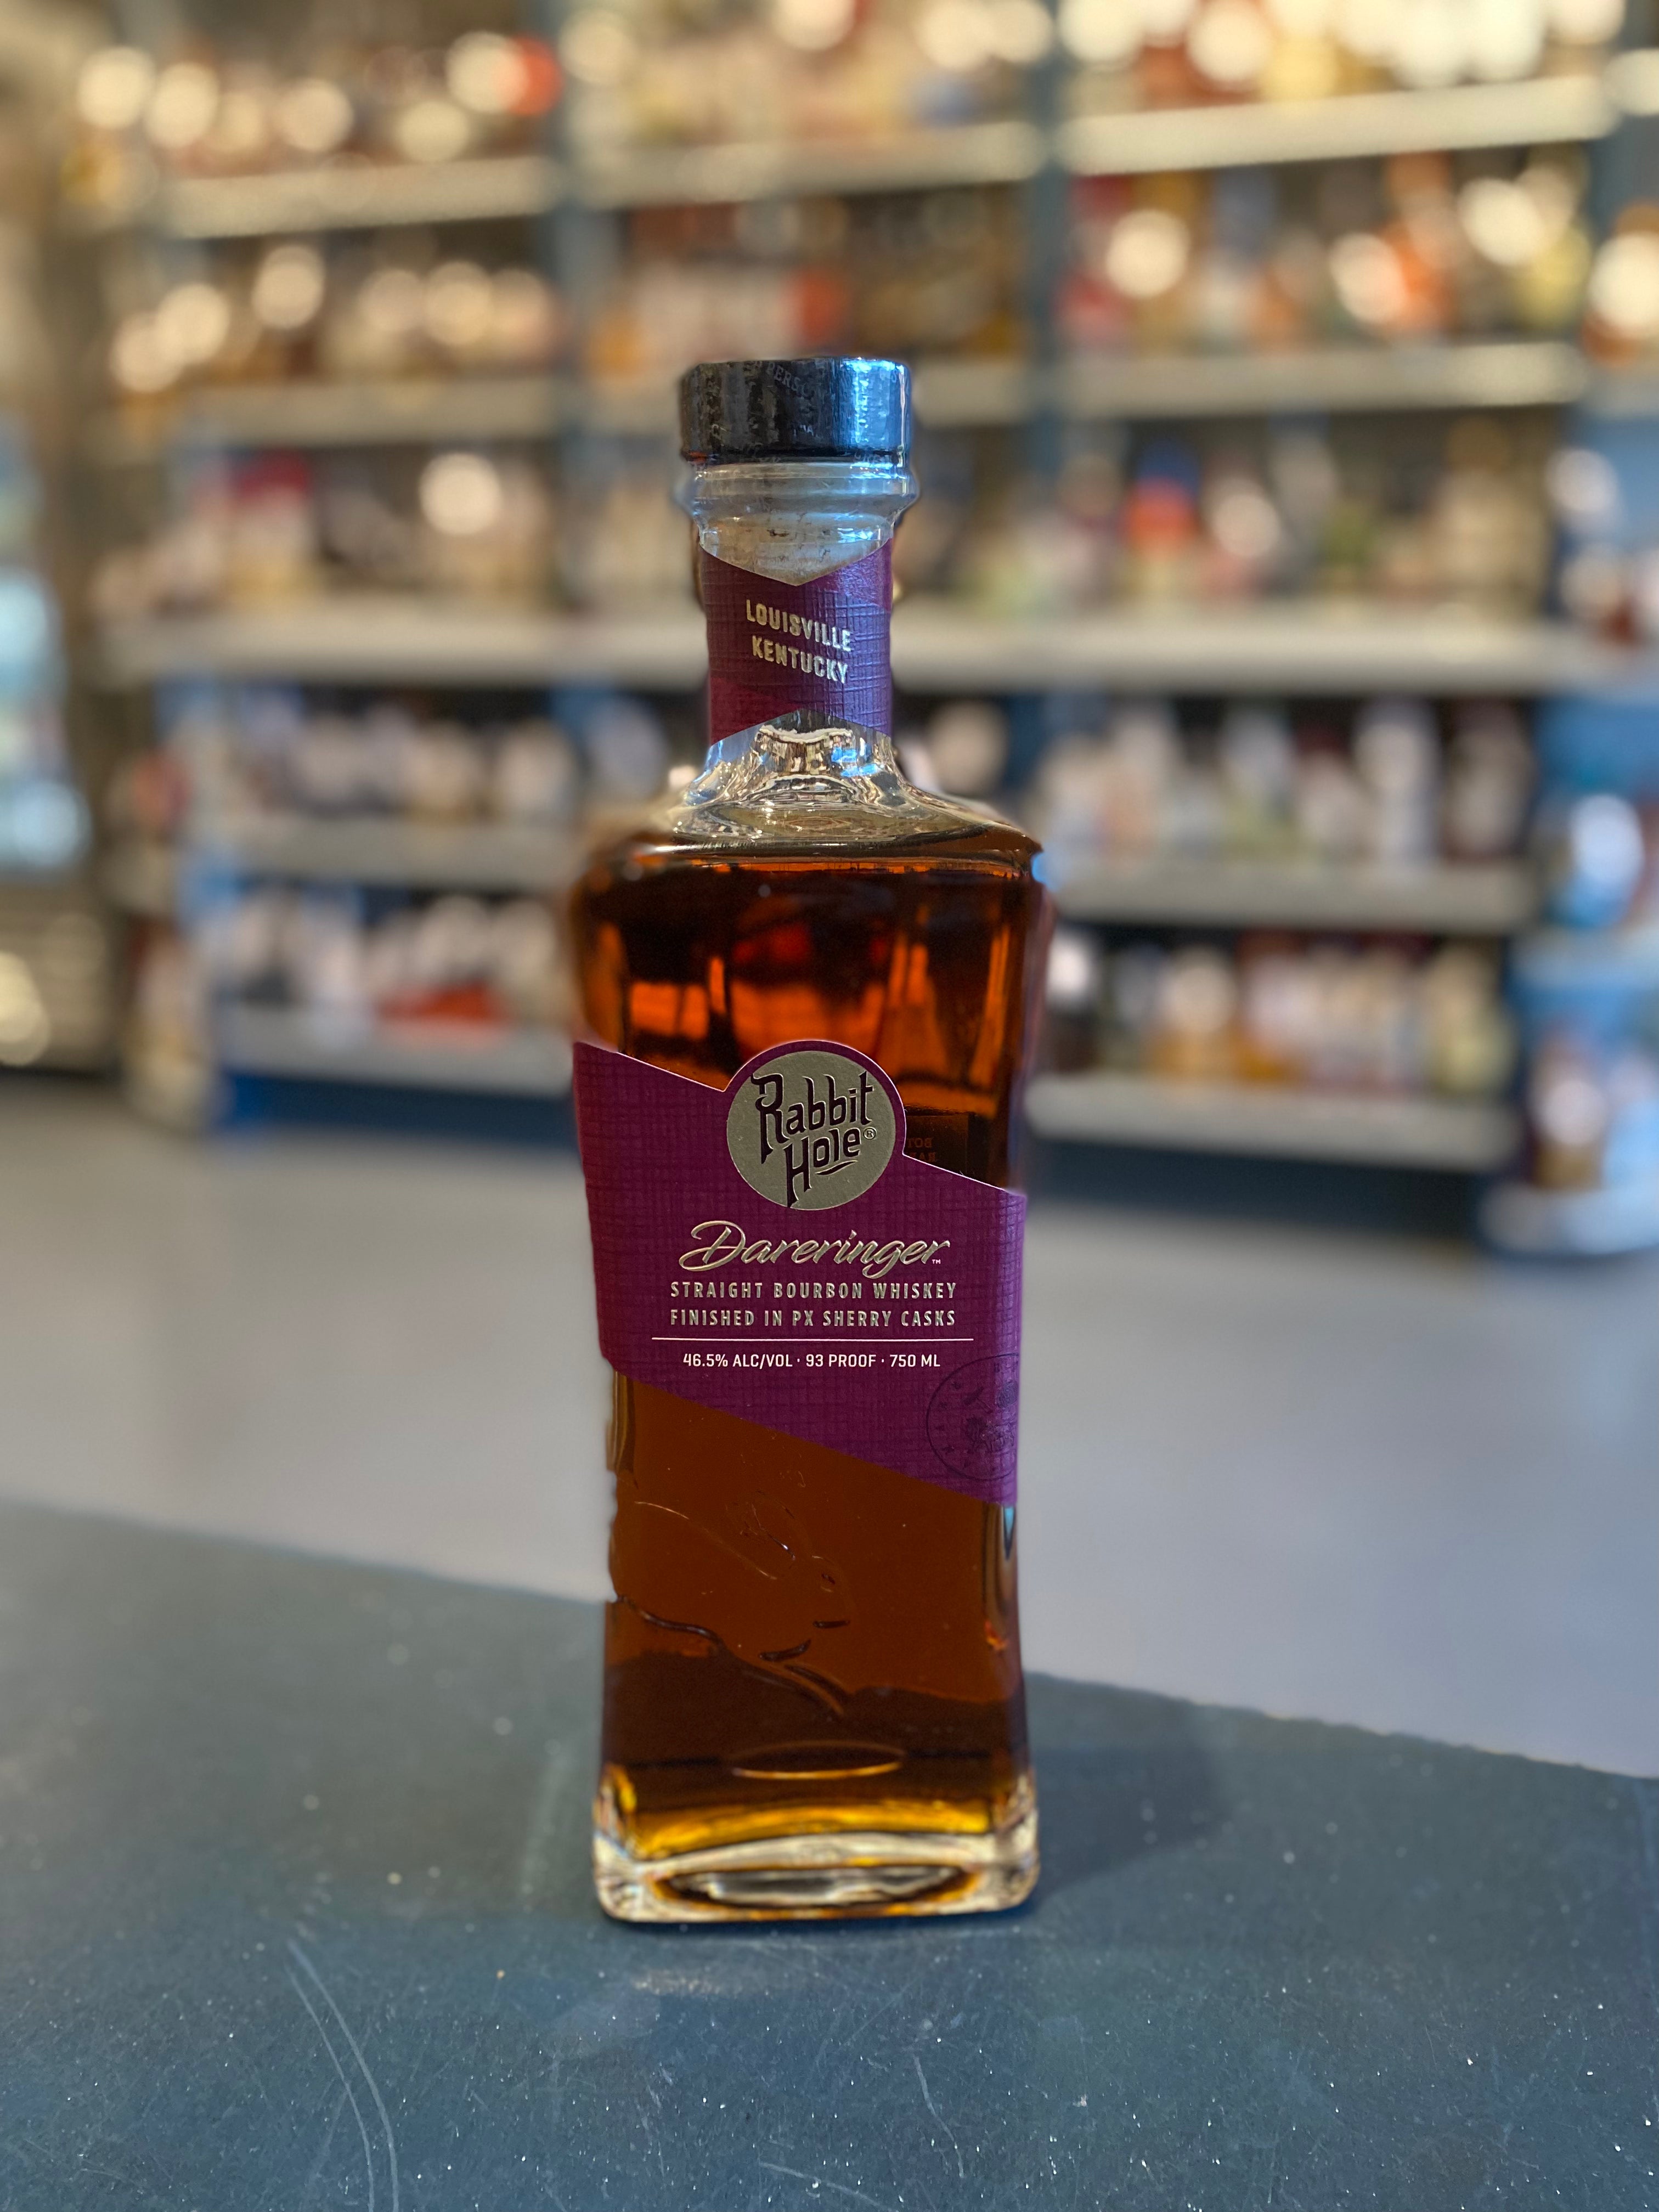 LOUISVILLE
KENTUCKY
Rabbit
Hole®
Dareringer™
STRAIGHT BOURBON WHISKEY
FINISHED IN PX SHERRY CASKS
46.5% ALC/VOL · 93 PROOF · 750 ML